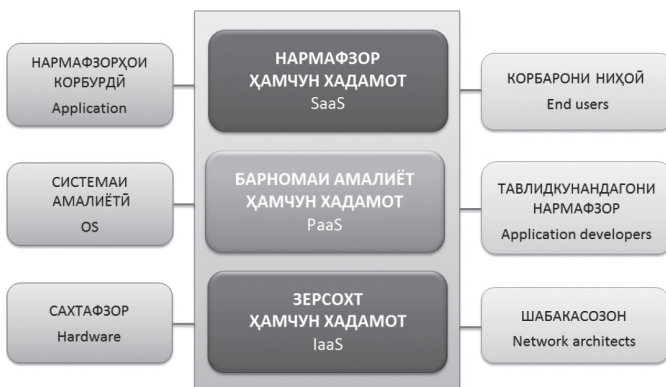 НАРМАФЗОРҲОИ
КОРБУРДӢ
Application
НАРМАФЗОР
ҲАМЧУН ХАДАМОТ
SaaS
КОРБАРОНИ НИҲОӢ
End users
СИСТЕМАИ
АМАЛИЁТӢ
OS
БАРНОМАИ АМАЛИЁТ
ҲАМЧУН ХАДАМОТ
PaaS
ТАВЛИДКУНАНДАГОНИ
НАРМАФЗОР
Application developers
САХТАФЗОР
Hardware
ЗЕРСОХТ
ҲАМЧУН ХАДАМОТ
IaaS
ШАБАКАСОЗОН
Network architects